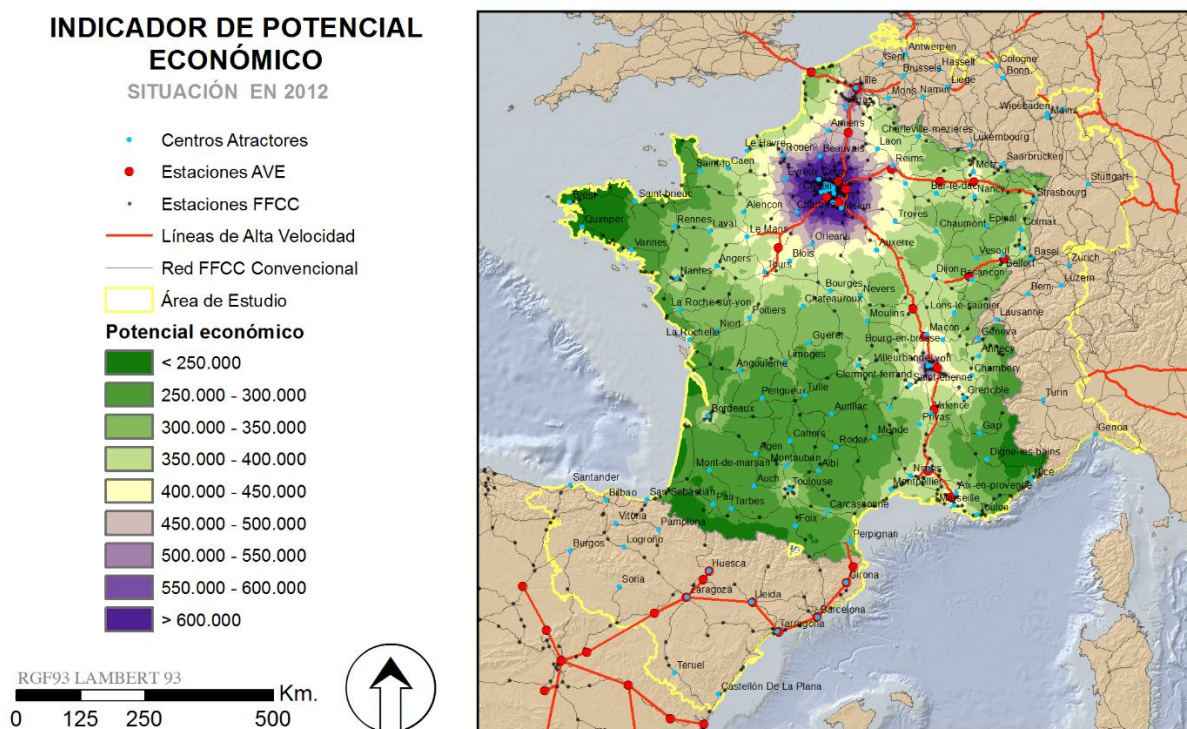 INDICADOR DE POTENCIAL
ECONÓMICO
SITUACIÓN EN 2012
Centros Atractores
Estaciones AVE
Estaciones FFCC
Líneas de Alta Velocidad
Red FFCC Convencional
Área de Estudio
Potencial económico
< 250.000
250.000 - 300.000
300.000 - 350.000
350.000 - 400.000
400.000 - 450.000
450.000 - 500.000
500.000 - 550.000
550.000 - 600.000
> 600.000
RGF93 LAMBERT 93
Km.
0 125 250 500
Antwerpen
Gent
Brussels
Hasselt
Cologne
Bonn
Lille
Mons
Namur
Liege
Wiesbaden
Mainz
Amiens
Charleville-mezieres
Luxembourg
Le Havre
Rouen
Beauvais
Laon
Reims
Saarbrucken
Saint-lo
Caen
Evreux
Metz
Stuttgart
Bar-le-duc
Nancy
Strasbourg
Brest
Saint-brieuc
Alencon
Chartres
Melun
Quimper
Rennes
Laval
Le Mans
Troyes
Chaumont
Epinal
Colmar
Vannes
Orleans
Auxerre
Angers
Blois
Tours
Vesoul
Belfort
Basel
Zurich
Nantes
Dijon
Besancon
Luzern
Bern
Bourges
Nevers
La Roche-sur-yon
Chateauroux
Lons-le-saunier
Lausanne
Poitiers
Moulins
Niort
La Rochelle
Macon
Geneva
Gueret
Bourg-en-bresse
Annecy
Limoges
Villeurbanne
Lyon
Angouleme
Clermont-ferrand
Chambery
Saint-etienne
Perigueux
Tulle
Grenoble
Turin
Bordeaux
Aurillac
Valence
Privas
Cahors
Mende
Gap
Genoa
Agen
Rodez
Digne-les-bains
Mont-de-marsan
Montauban
Albi
Nimes
Nice
Auch
Toulouse
Montpellier
Aix-en-provence
Santander
San Sebastián
Marseille
Bilbao
Pau
Tarbes
Carcassonne
Toulon
Vitoria
Pamplona
Foix
Burgos
Logroño
Perpignan
Huesca
Soria
Zaragoza
Girona
Lleida
Barcelona
Tarragona
Teruel
Castellón De La Plana